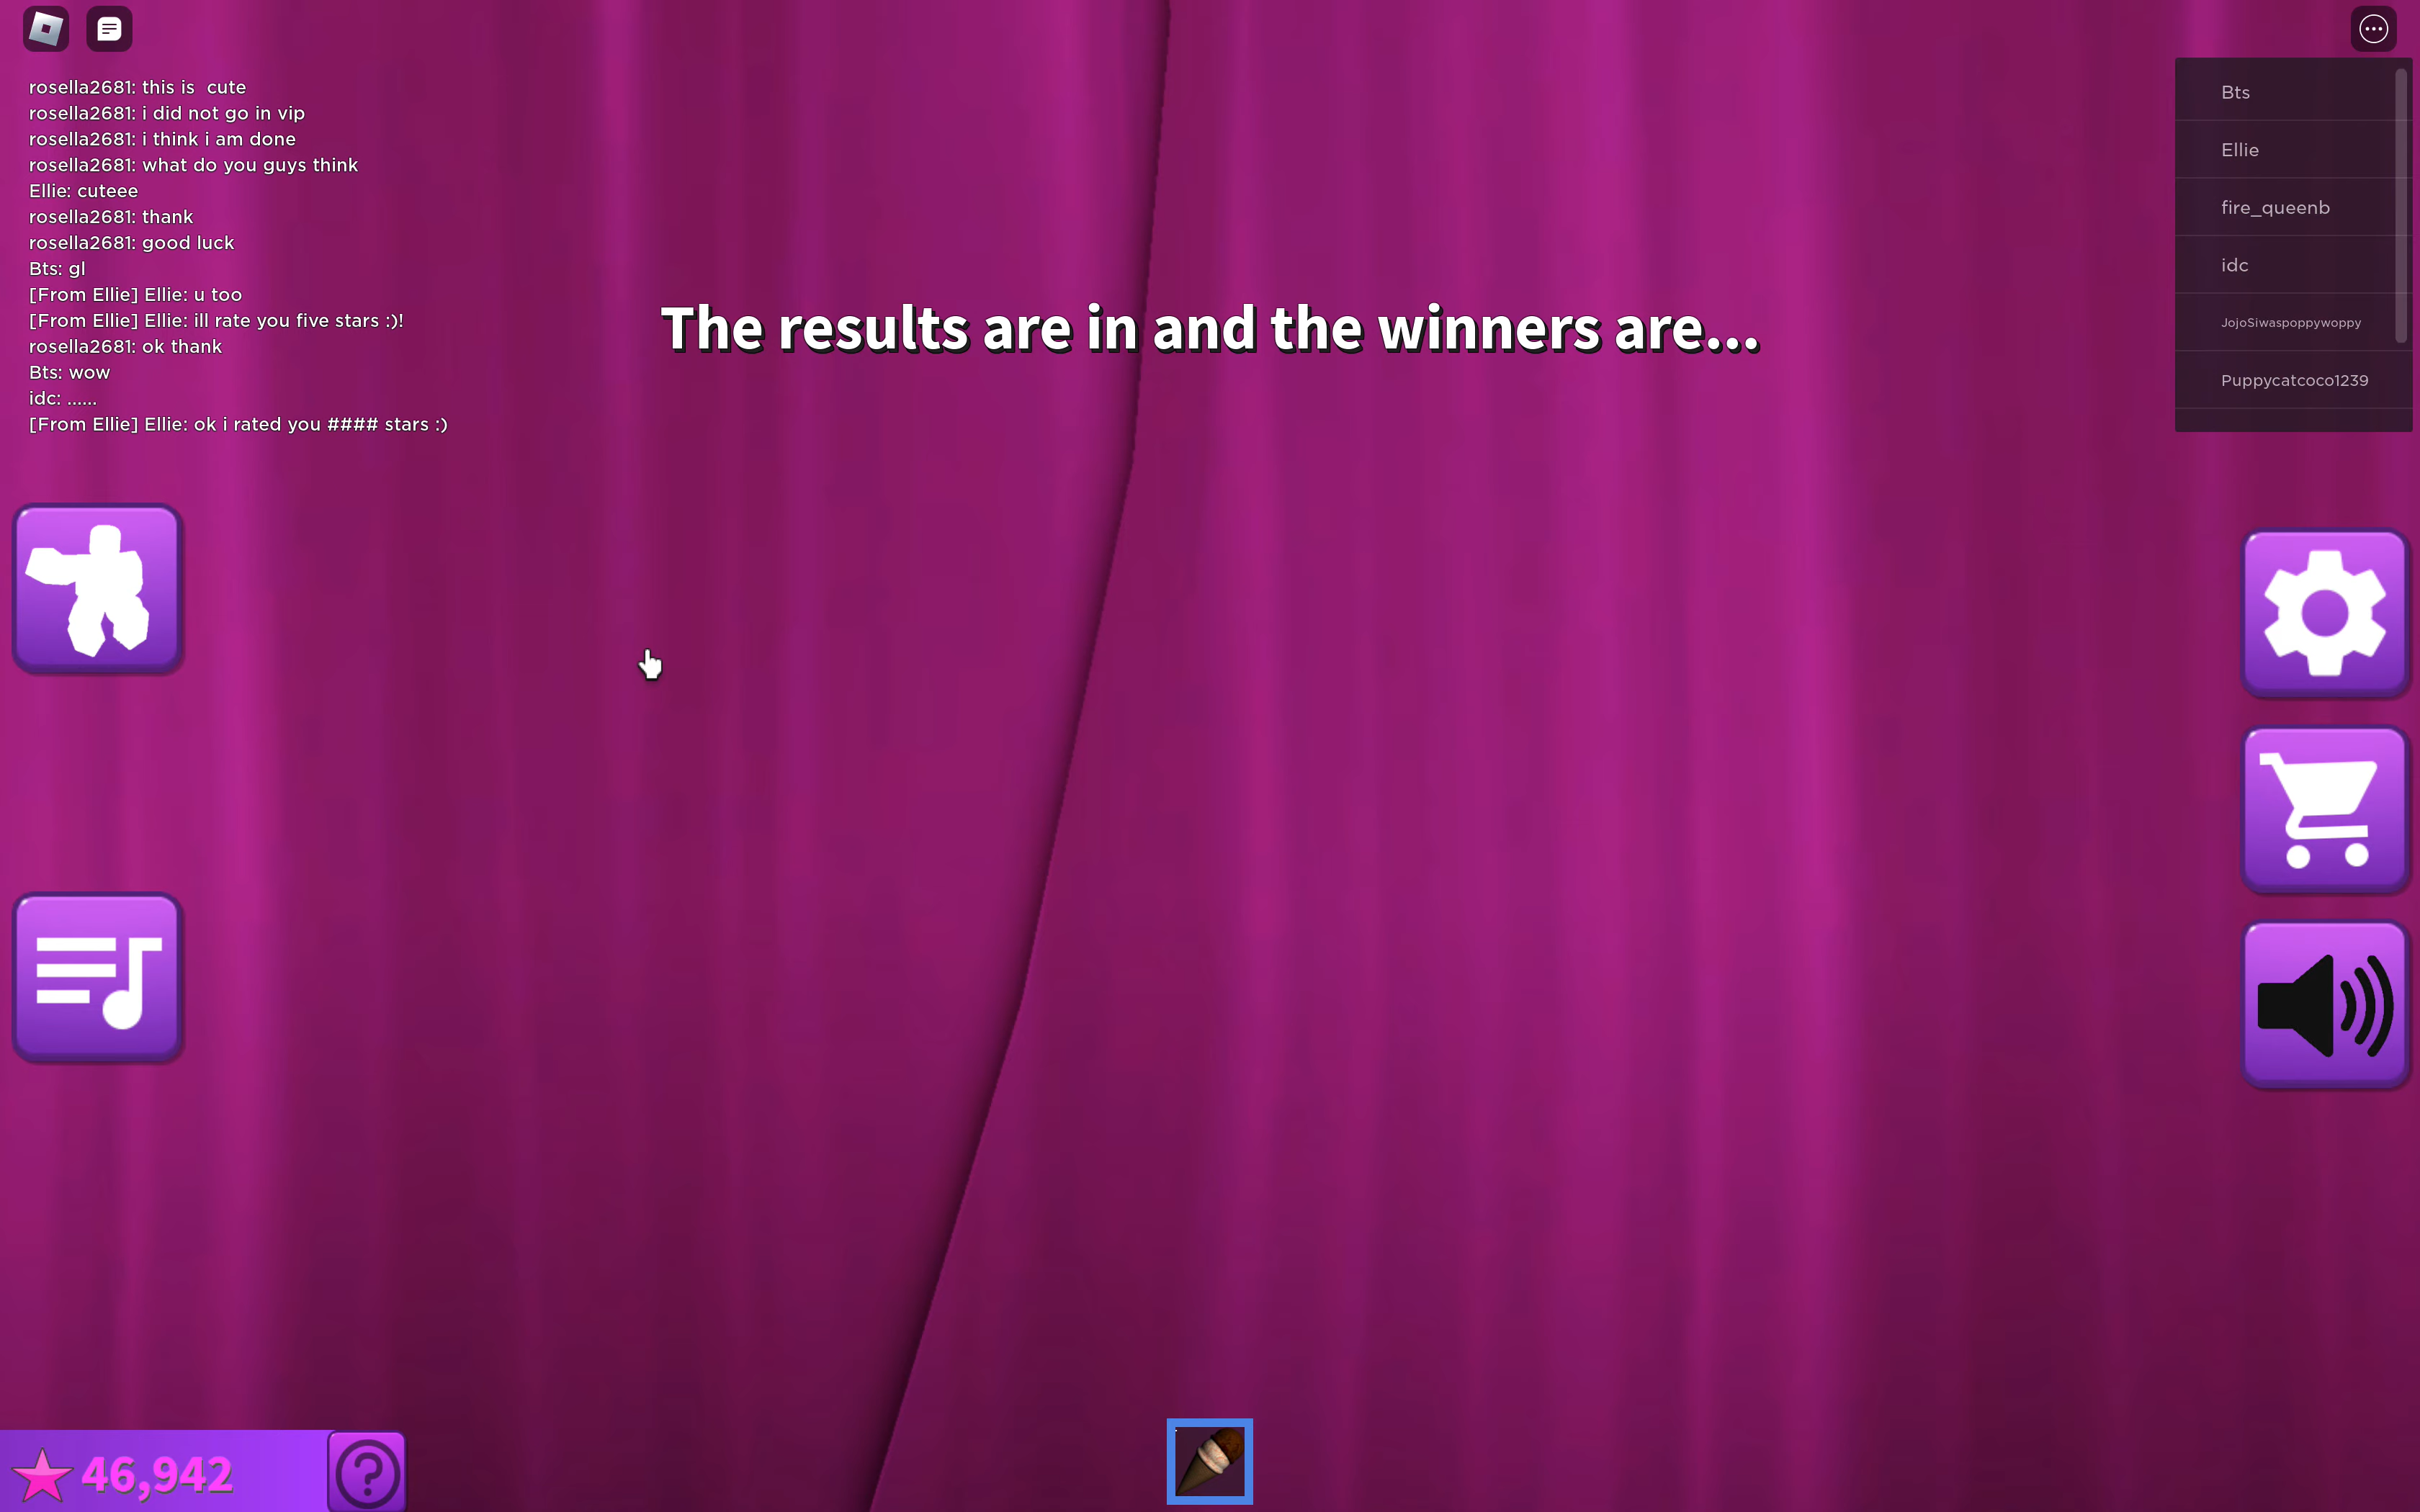 rosella2681: this is  cute
rosella2681: i did not go in vip
rosella2681: i think i am done
rosella2681: what do you guys think
Ellie: cuteee
rosella2681: thank
rosella2681: good luck
Bts: gl
[From Ellie] Ellie: u too
[From Ellie] Ellie: ill rate you five stars :)!
rosella2681: ok thank
Bts: wow
idc: ......
[From Ellie] Ellie: ok i rated you #### stars :)
The results are in and the winners are...
Bts
Ellie
fire_queenb
idc
JojoSiwaspoppywoppy
Puppycatcoco1239
46,942
?